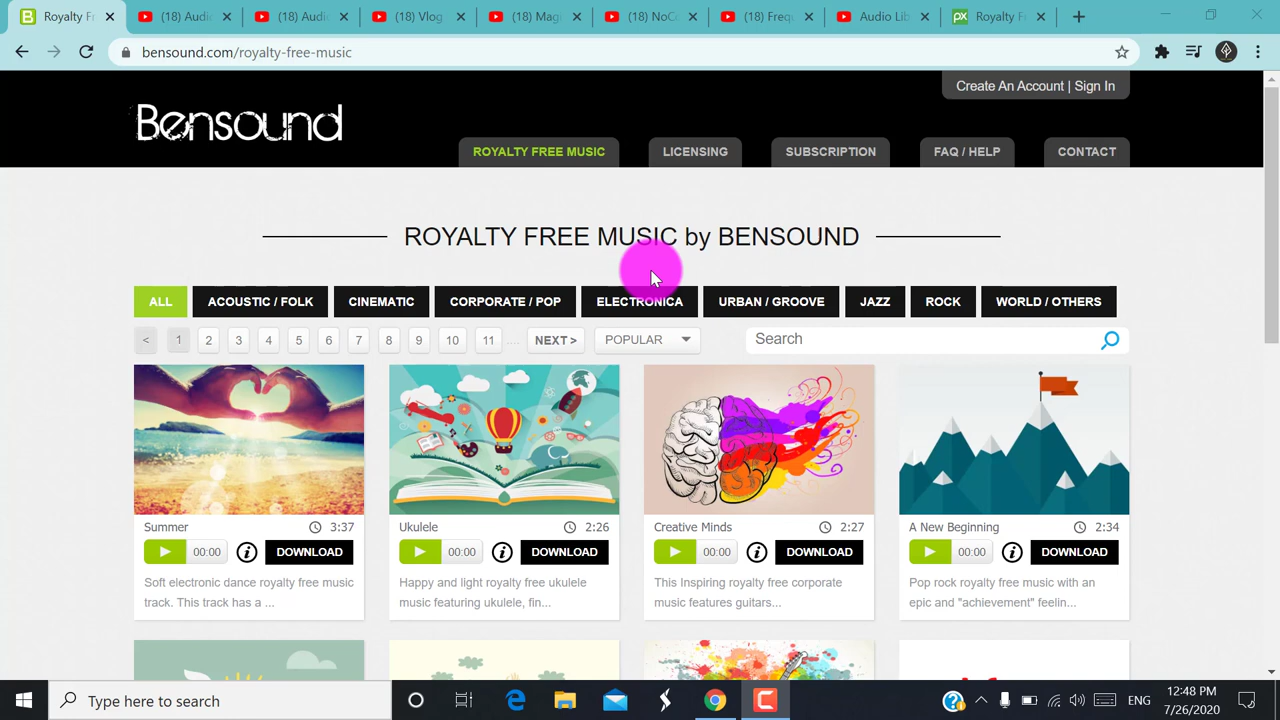 Royalty F
(18) Audic
(18) Audi
(18) Vlog
(18) Magi
(18) NoCo
(18) Frequ
Audio Lib
Royalty Fr
bensound.com/royalty-free-music
Create An Account | Sign In
Bensound
ROYALTY FREE MUSIC
LICENSING
SUBSCRIPTION
FAQ / HELP
CONTACT
ROYALTY FREE MUSIC by BENSOUND
ALL
ACOUSTIC / FOLK
CINEMATIC
CORPORATE / POP
ELECTRONICA
URBAN / GROOVE
JAZZ
ROCK
WORLD / OTHERS
< 1 2 3 4 5 6 7 8 9 10 11 .... NEXT >
POPULAR
Search
Summer 3:37
00:00 DOWNLOAD
Soft electronic dance royalty free music
track. This track has a ...
Ukulele 2:26
00:00 DOWNLOAD
Happy and light royalty free ukulele
music featuring ukulele, fin...
Creative Minds 2:27
00:00 DOWNLOAD
This Inspiring royalty free corporate
music features guitars...
A New Beginning 2:34
00:00 DOWNLOAD
Pop rock royalty free music with an
epic and "achievement" feelin...
Type here to search
ENG
12:48 PM
7/26/2020